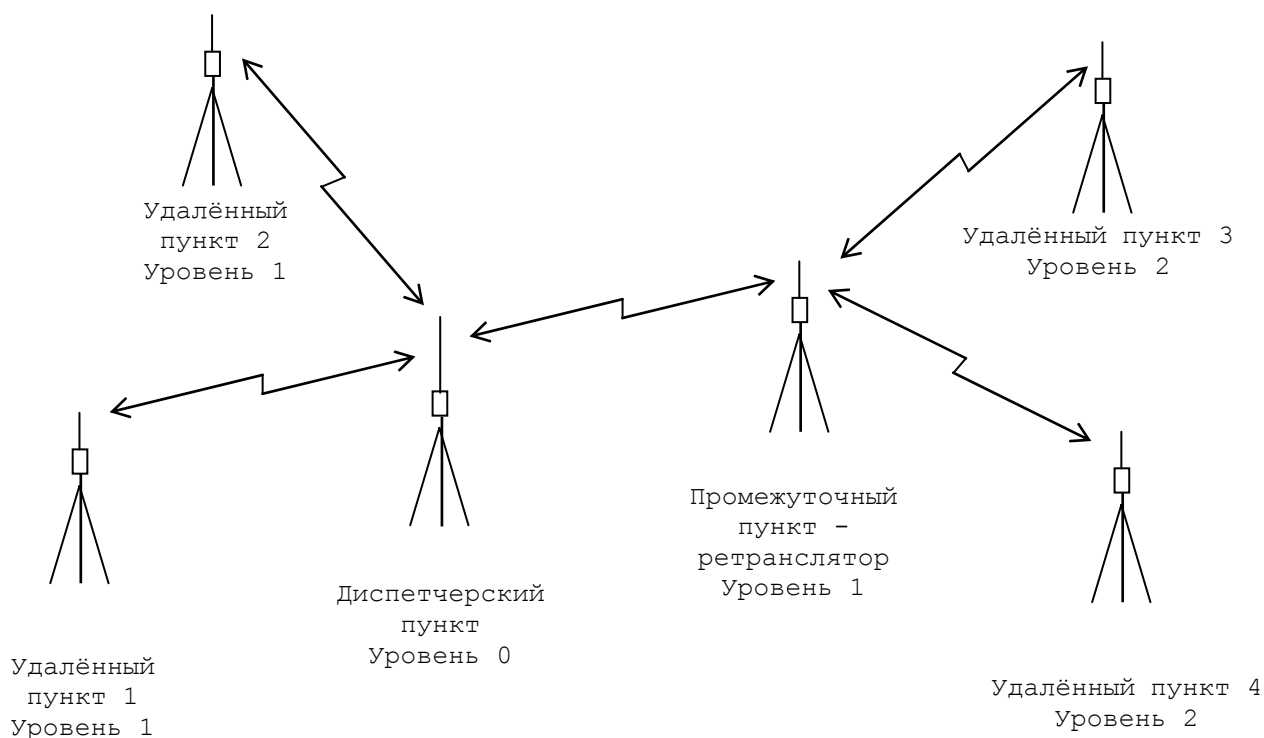 Удалённый
пункт 2
Уровень 1
Удалённый пункт 3
Уровень 2
Промежуточный
пункт -
ретранслятор
Уровень 1
Диспетчерский
пункт
Уровень 0
Удалённый
пункт 1
Уровень 1
Удалённый пункт 4
Уровень 2